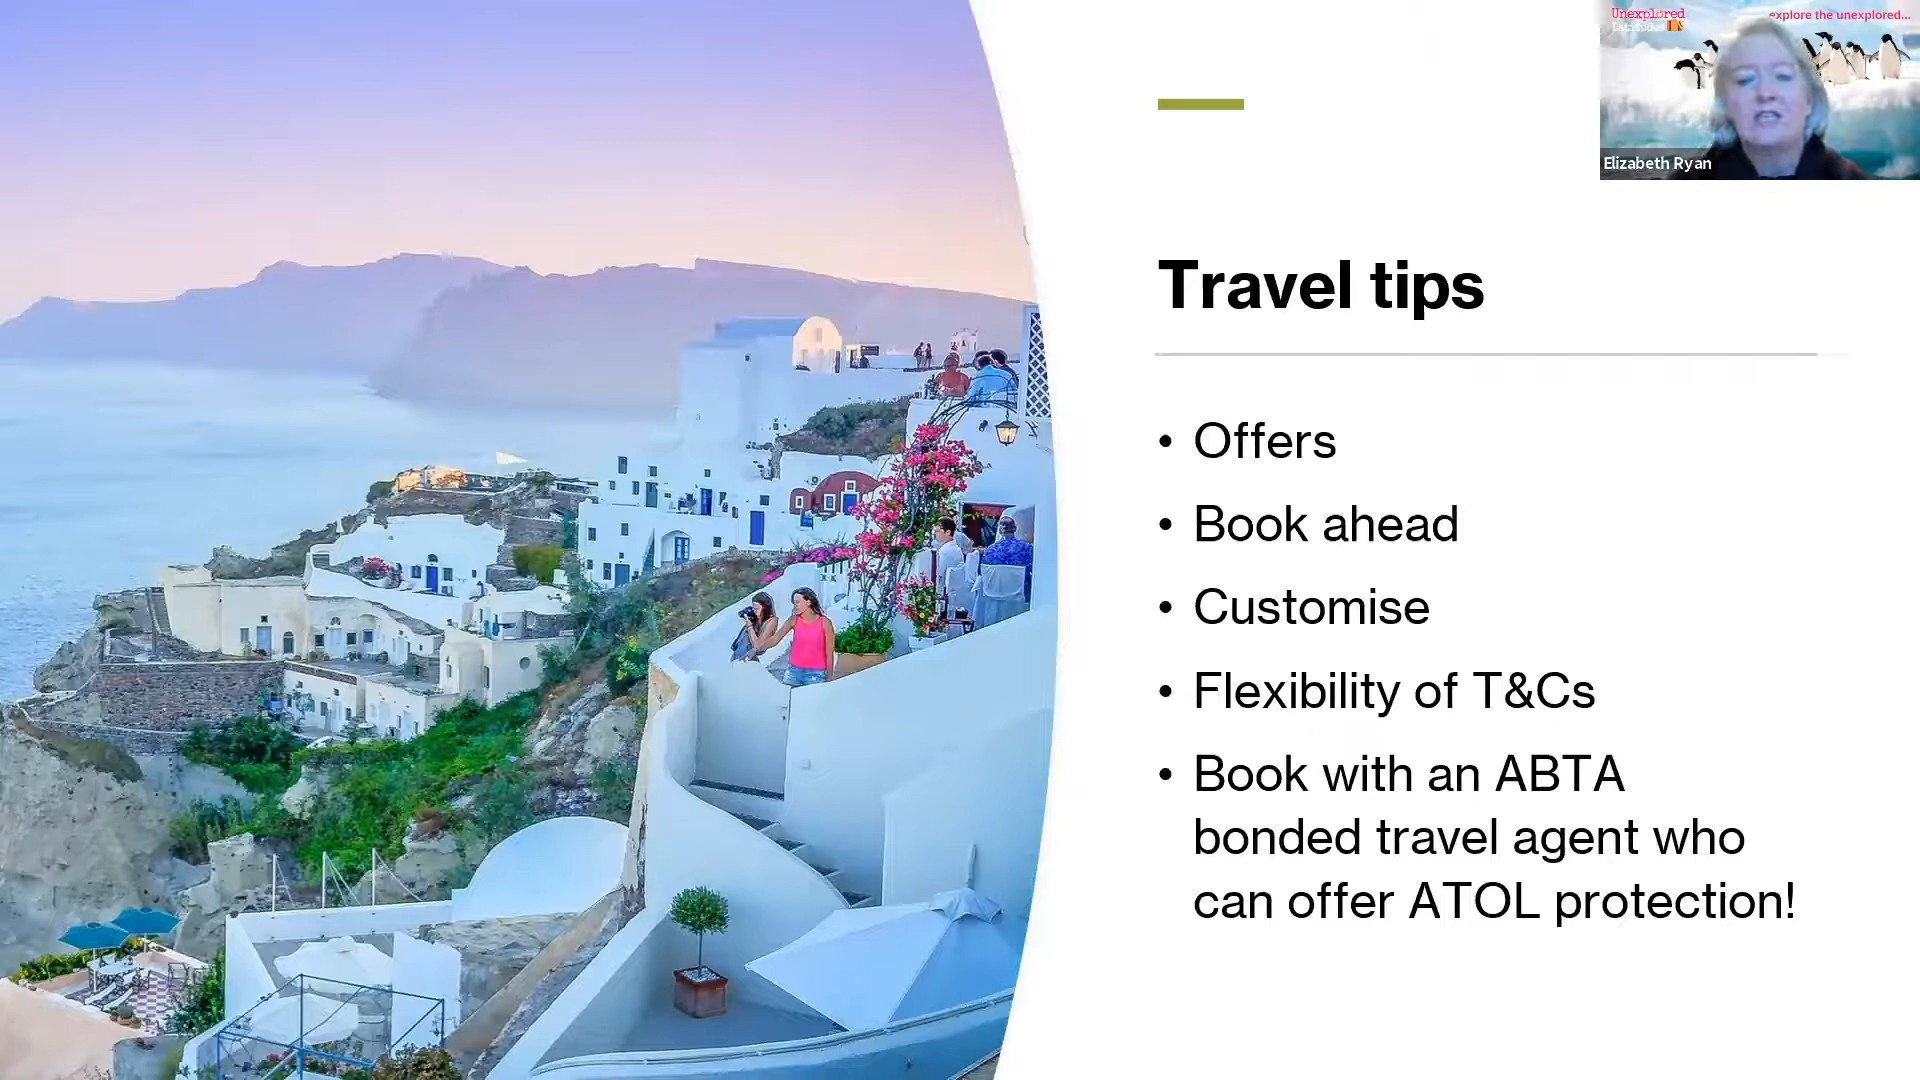 Unexplored
Latitudes
explore the unexplored...
Elizabeth Ryan
Travel tips
• Offers
• Book ahead
• Customise
• Flexibility of T&Cs
• Book with an ABTA
bonded travel agent who
can offer ATOL protection!